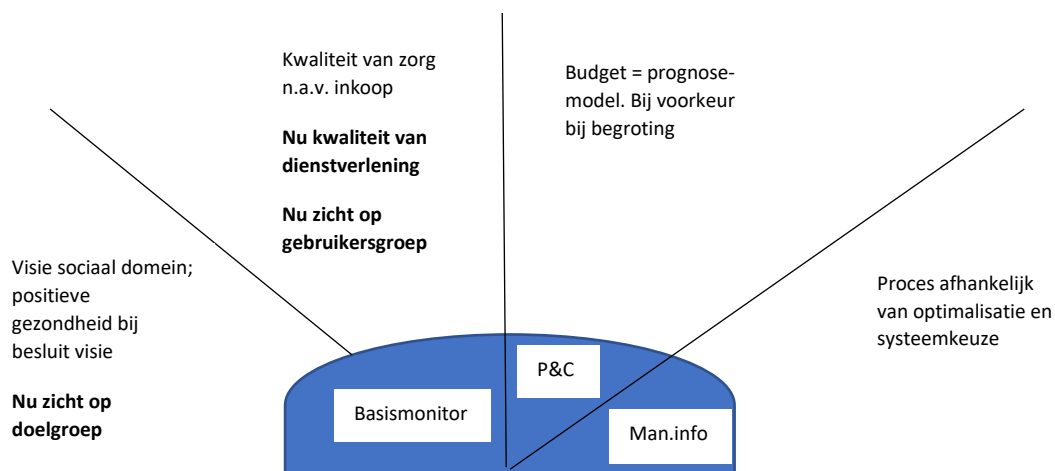 Kwaliteit van zorg
n.a.v. inkoop
Nu kwaliteit van
dienstverlening
Nu zicht op
gebruikersgroep
Budget = prognose-
model. Bij voorkeur
bij begroting
Visie sociaal domein;
positieve
gezondheid bij
besluit visie
Nu zicht op
doelgroep
Proces afhankelijk
van optimalisatie en
systeemkeuze
P&C
Basismonitor
Man.info